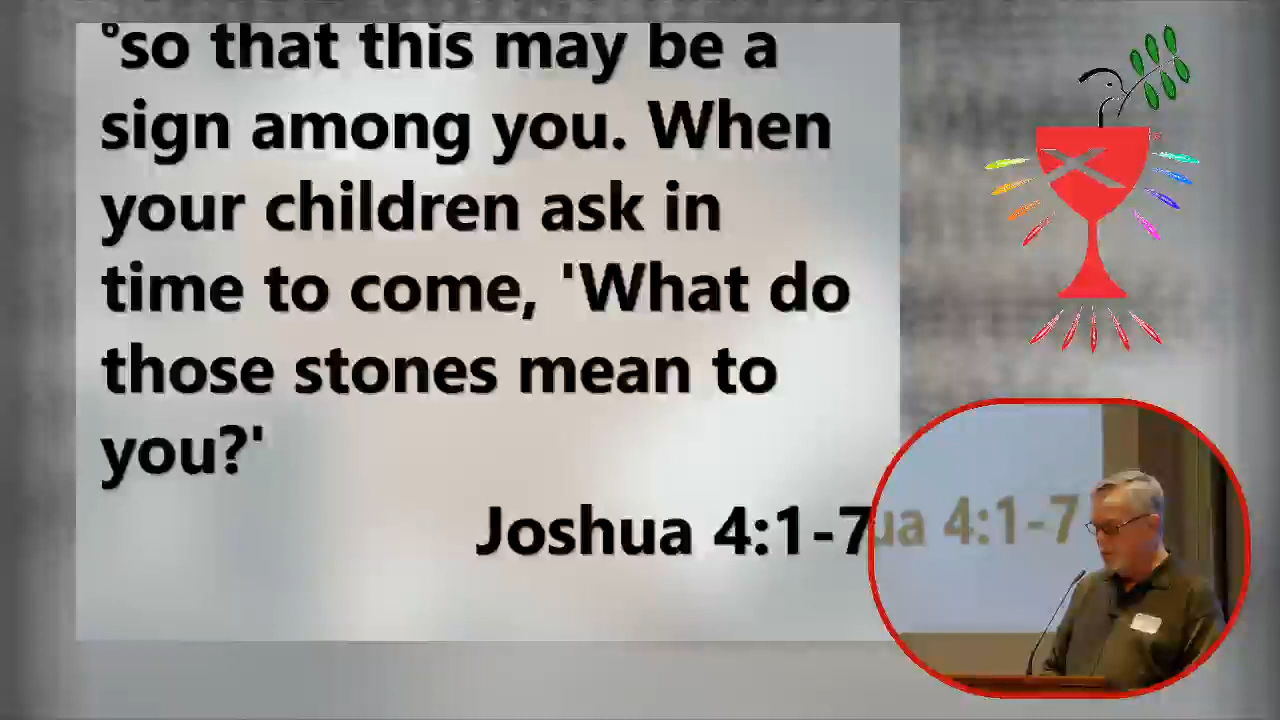 ⁶so that this may be a
sign among you. When
your children ask in
time to come, 'What do
those stones mean to
you?'
Joshua 4:1-7
ua 4:1-7